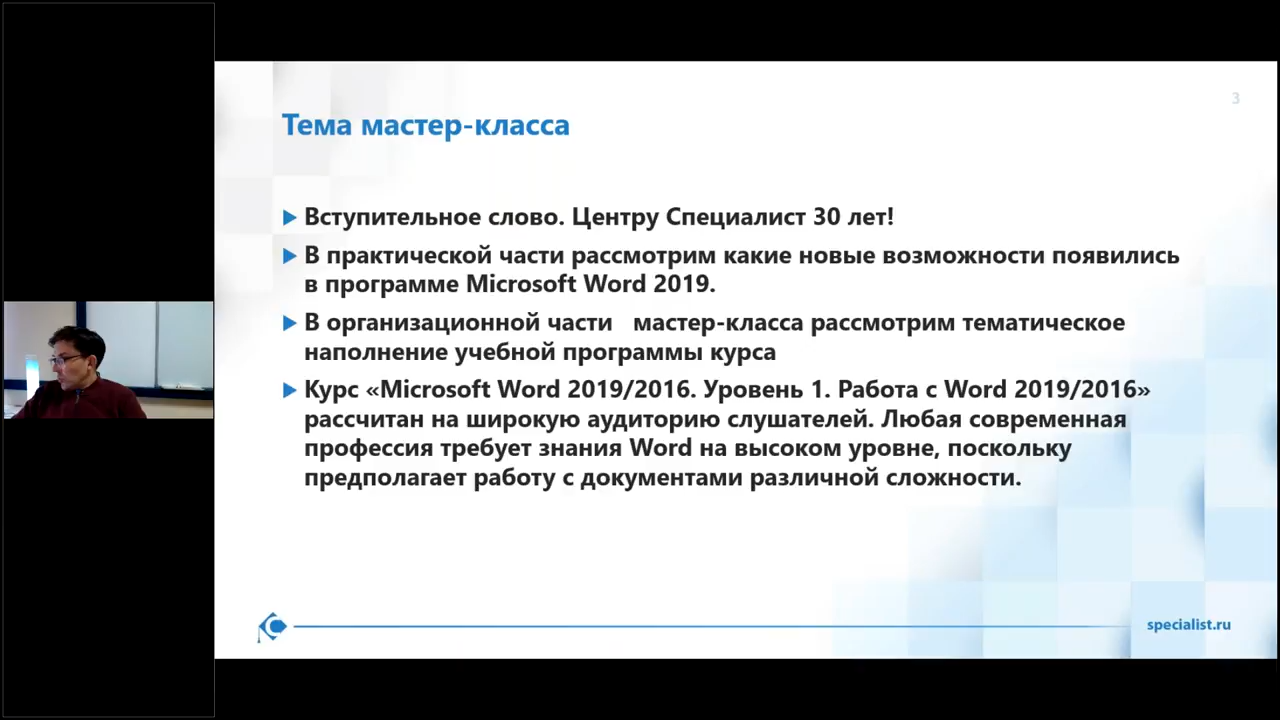 3
Тема мастер-класса
Вступительное слово. Центру Специалист 30 лет!
В практической части рассмотрим какие новые возможности появились
в программе Microsoft Word 2019.
В организационной части   мастер-класса рассмотрим тематическое
наполнение учебной программы курса
Курс «Microsoft Word 2019/2016. Уровень 1. Работа с Word 2019/2016»
рассчитан на широкую аудиторию слушателей. Любая современная
профессия требует знания Word на высоком уровне, поскольку
предполагает работу с документами различной сложности.
specialist.ru